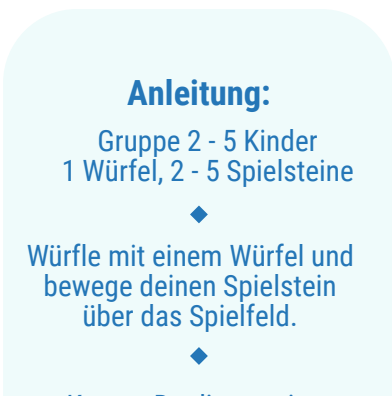 Anleitung:
Gruppe 2 - 5 Kinder
1 Würfel, 2 - 5 Spielsteine
Würfle mit einem Würfel und
bewege deinen Spielstein
über das Spielfeld.